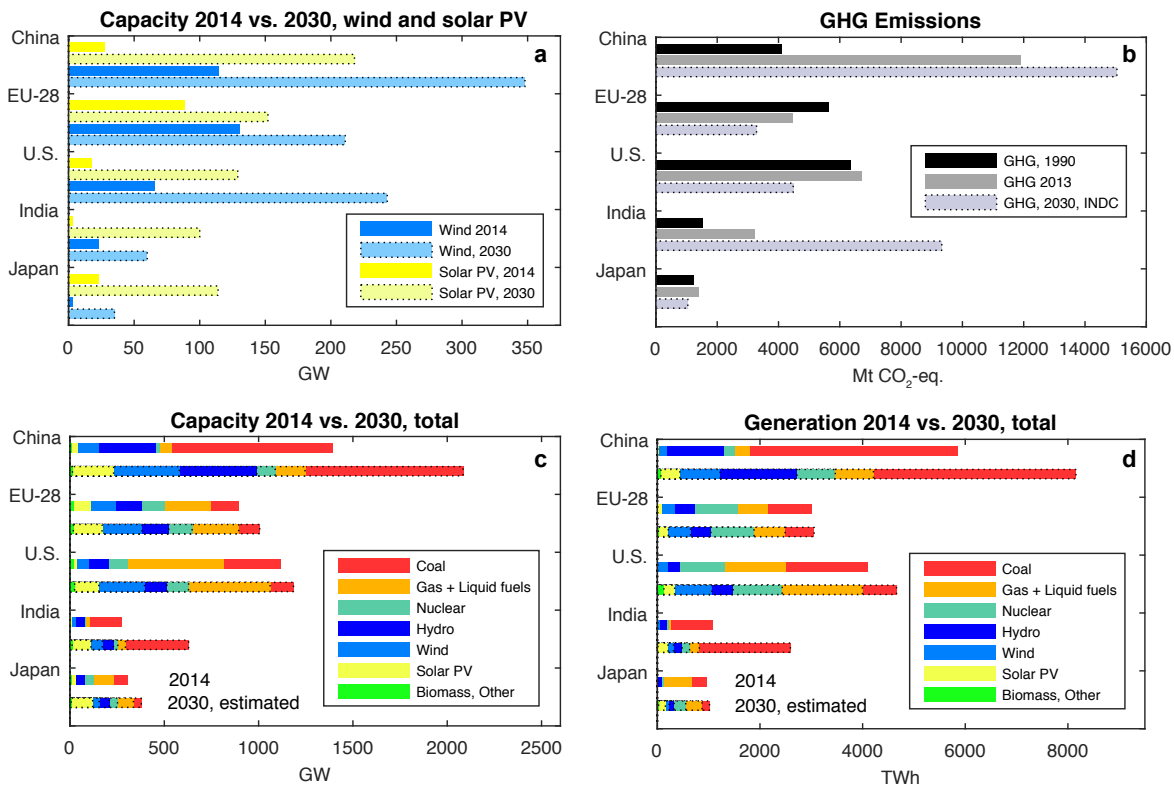 Capacity 2014 vs. 2030, wind and solar PV
a
China
EU-28
U.S.
India
Japan
Wind 2014
Wind, 2030
Solar PV, 2014
Solar PV, 2030
0 50 100 150 200 250 300 350
GW
GHG Emissions
b
China
EU-28
U.S.
India
Japan
GHG, 1990
GHG 2013
GHG, 2030, INDC
0 2000 4000 6000 8000 10000 12000 14000 16000
Mt CO₂-eq.
Capacity 2014 vs. 2030, total
c
China
EU-28
U.S.
India
Japan
Coal
Gas + Liquid fuels
Nuclear
Hydro
Wind
Solar PV
Biomass, Other
2014
2030, estimated
0 500 1000 1500 2000 2500
GW
Generation 2014 vs. 2030, total
d
China
EU-28
U.S.
India
Japan
Coal
Gas + Liquid fuels
Nuclear
Hydro
Wind
Solar PV
Biomass, Other
2014
2030, estimated
0 2000 4000 6000 8000
TWh